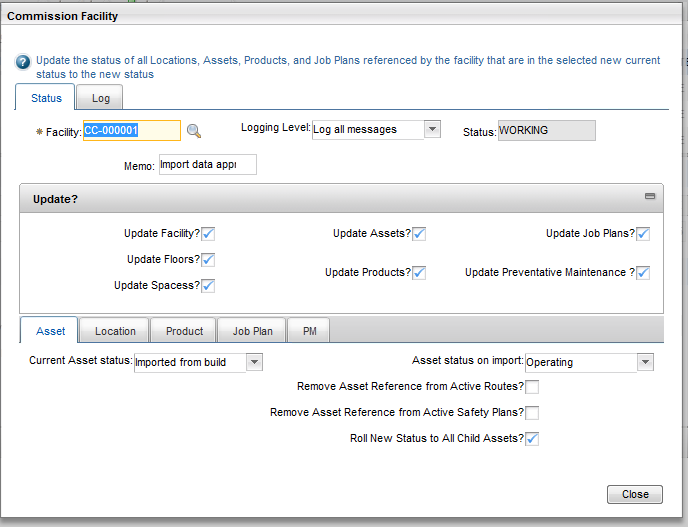 Commission Facility
Update the status of all Locations, Assets, Products, and Job Plans referenced by the facility that are in the selected new current
status to the new status
Status Log
Facility: CC-000001 Logging Level: Log all messages Status: WORKING
Memo: Import data appr
Update?
Update Facility? Update Assets? Update Job Plans?
Update Floors?
Update Products? Update Preventative Maintenance ?
Update Spacess?
Asset Location Product Job Plan PM
Current Asset status: Imported from build Asset status on import: Operating
Remove Asset Reference from Active Routes?
Remove Asset Reference from Active Safety Plans?
Roll New Status to All Child Assets?
Close